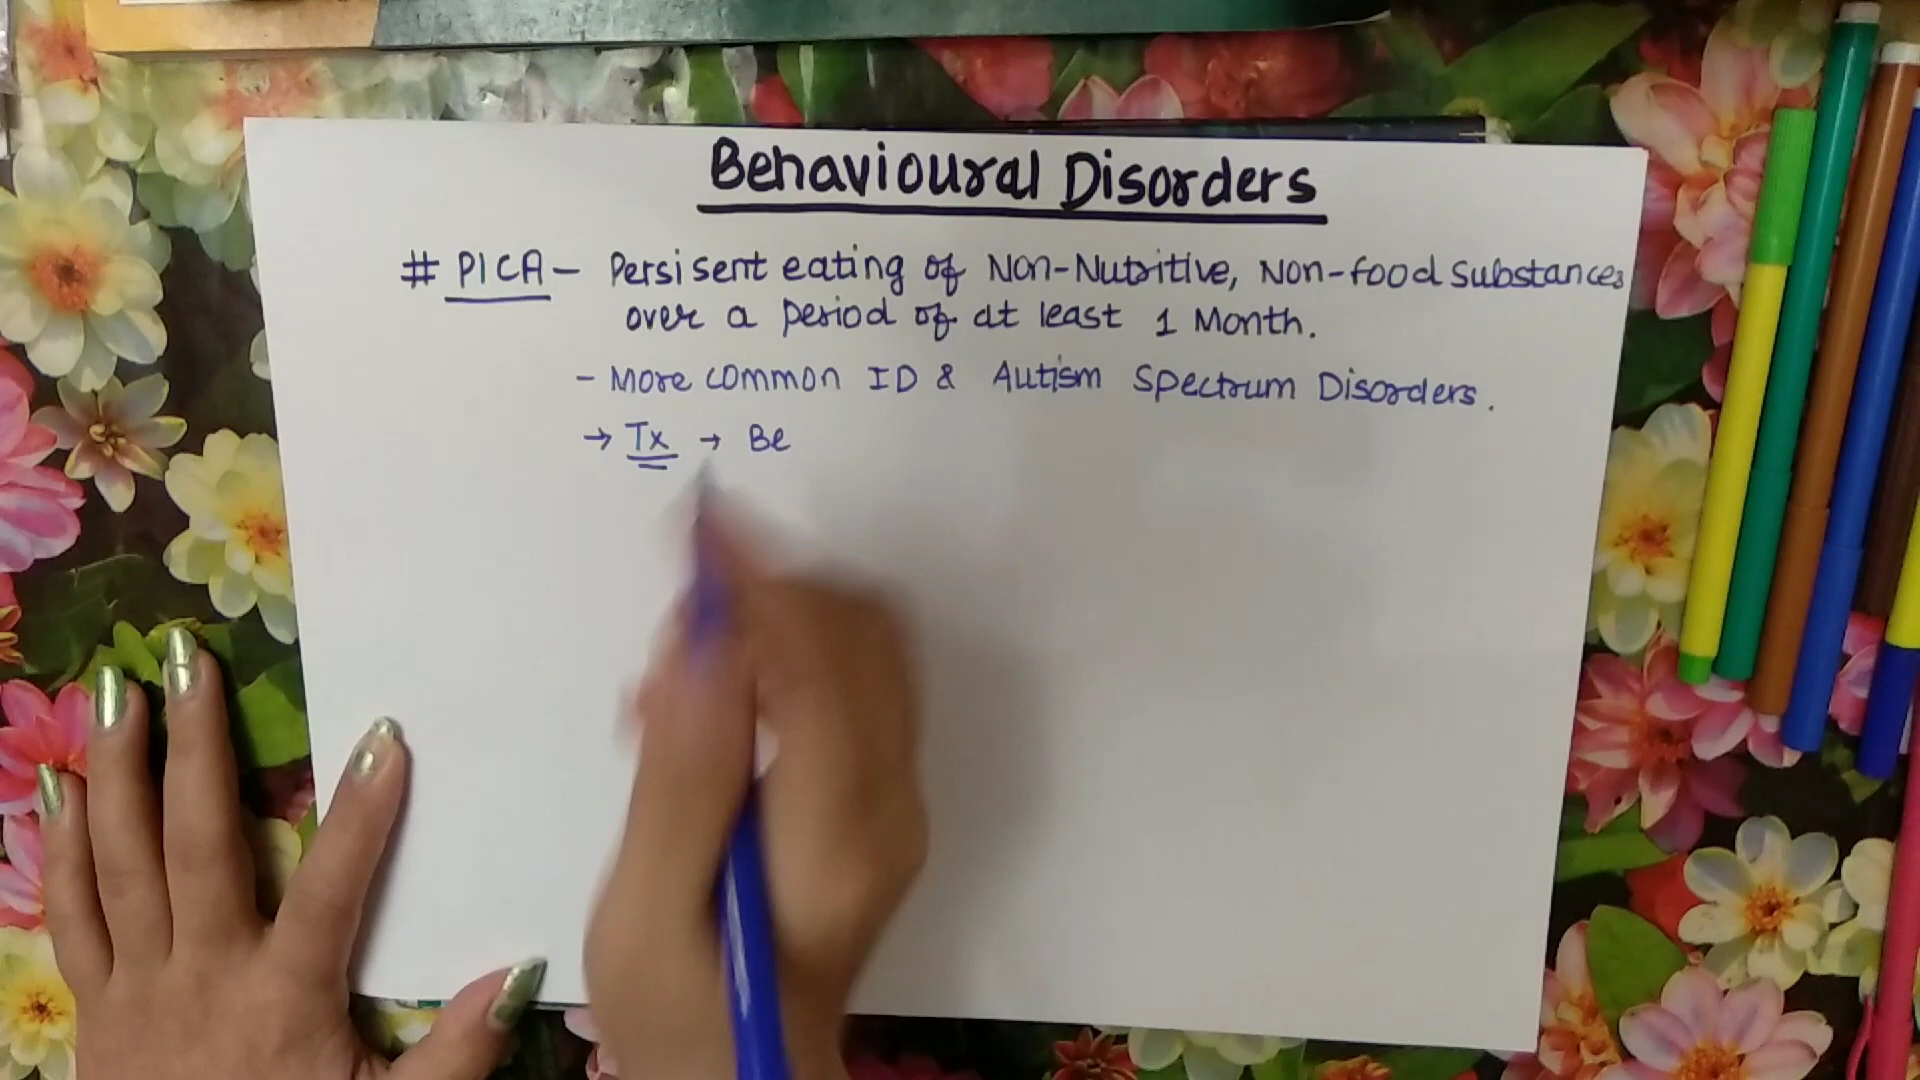 Behavioural Disorders
# PICA - Persisent eating of Non-Nutritive, Non-food Substances
over a period of at least 1 Month.
- More common ID & Autism Spectrum Disorders.
→ Tx → Be